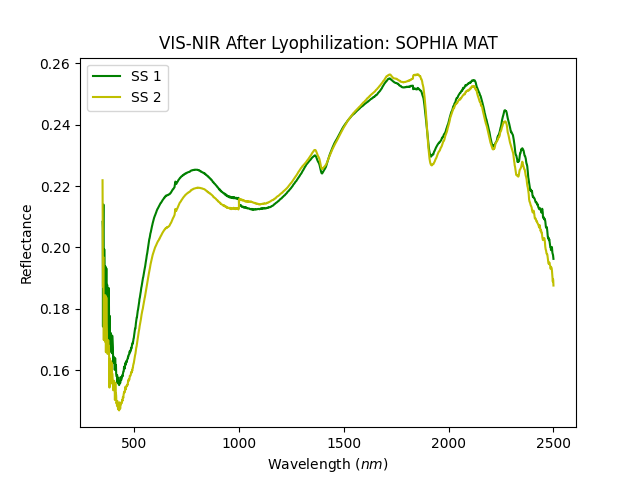 VIS-NIR After Lyophilization: SOPHIA MAT
SS 1
SS 2
Reflectance
0.26
0.24
0.22
0.20
0.18
0.16
500 1000 1500 2000 2500
Wavelength (nm)